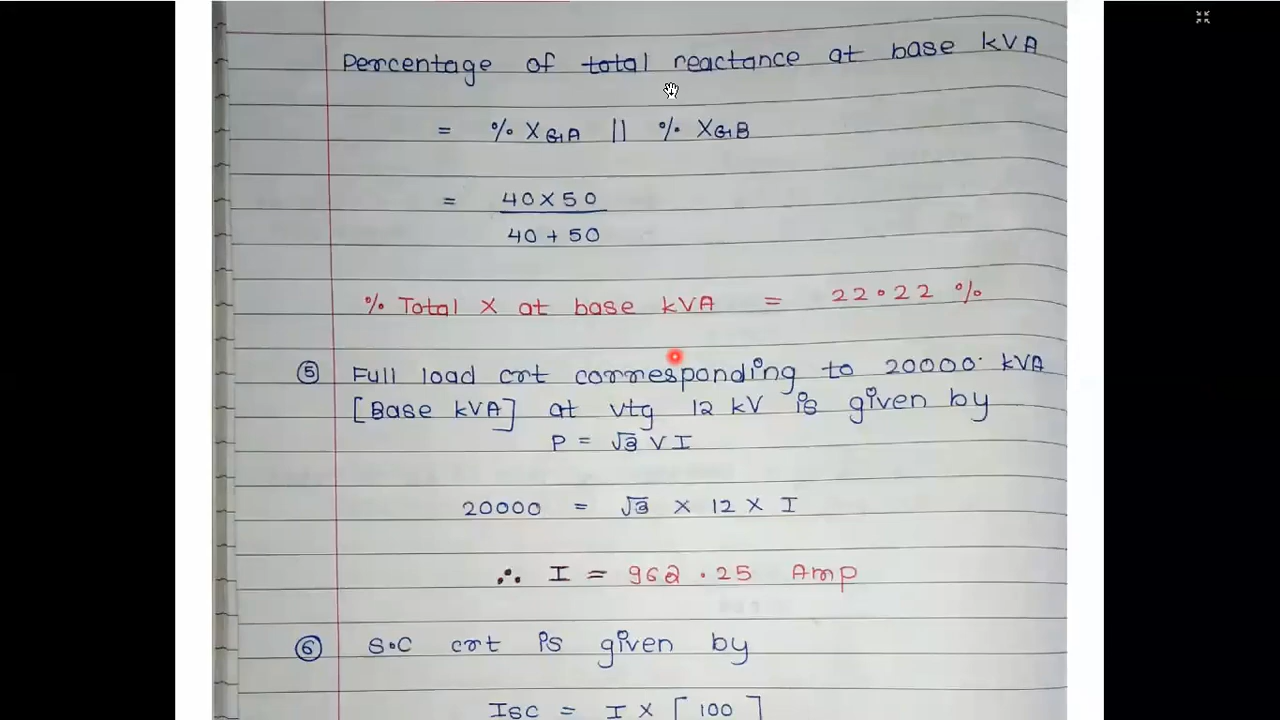 Percentage of total reactance at base kVA
= % XGA || % XGB
= 40 X 50
40 + 50
% Total X at base kVA = 22.22 %
⑤ Full load crt corresponding to 20000 kVA
[Base kVA] at vtg 12 kV is given by
P = √3 V I
20000 = √3 X 12 X I
∴ I = 962.25 Amp
⑥ S.C crt is given by
ISC = I X [ 100 ]